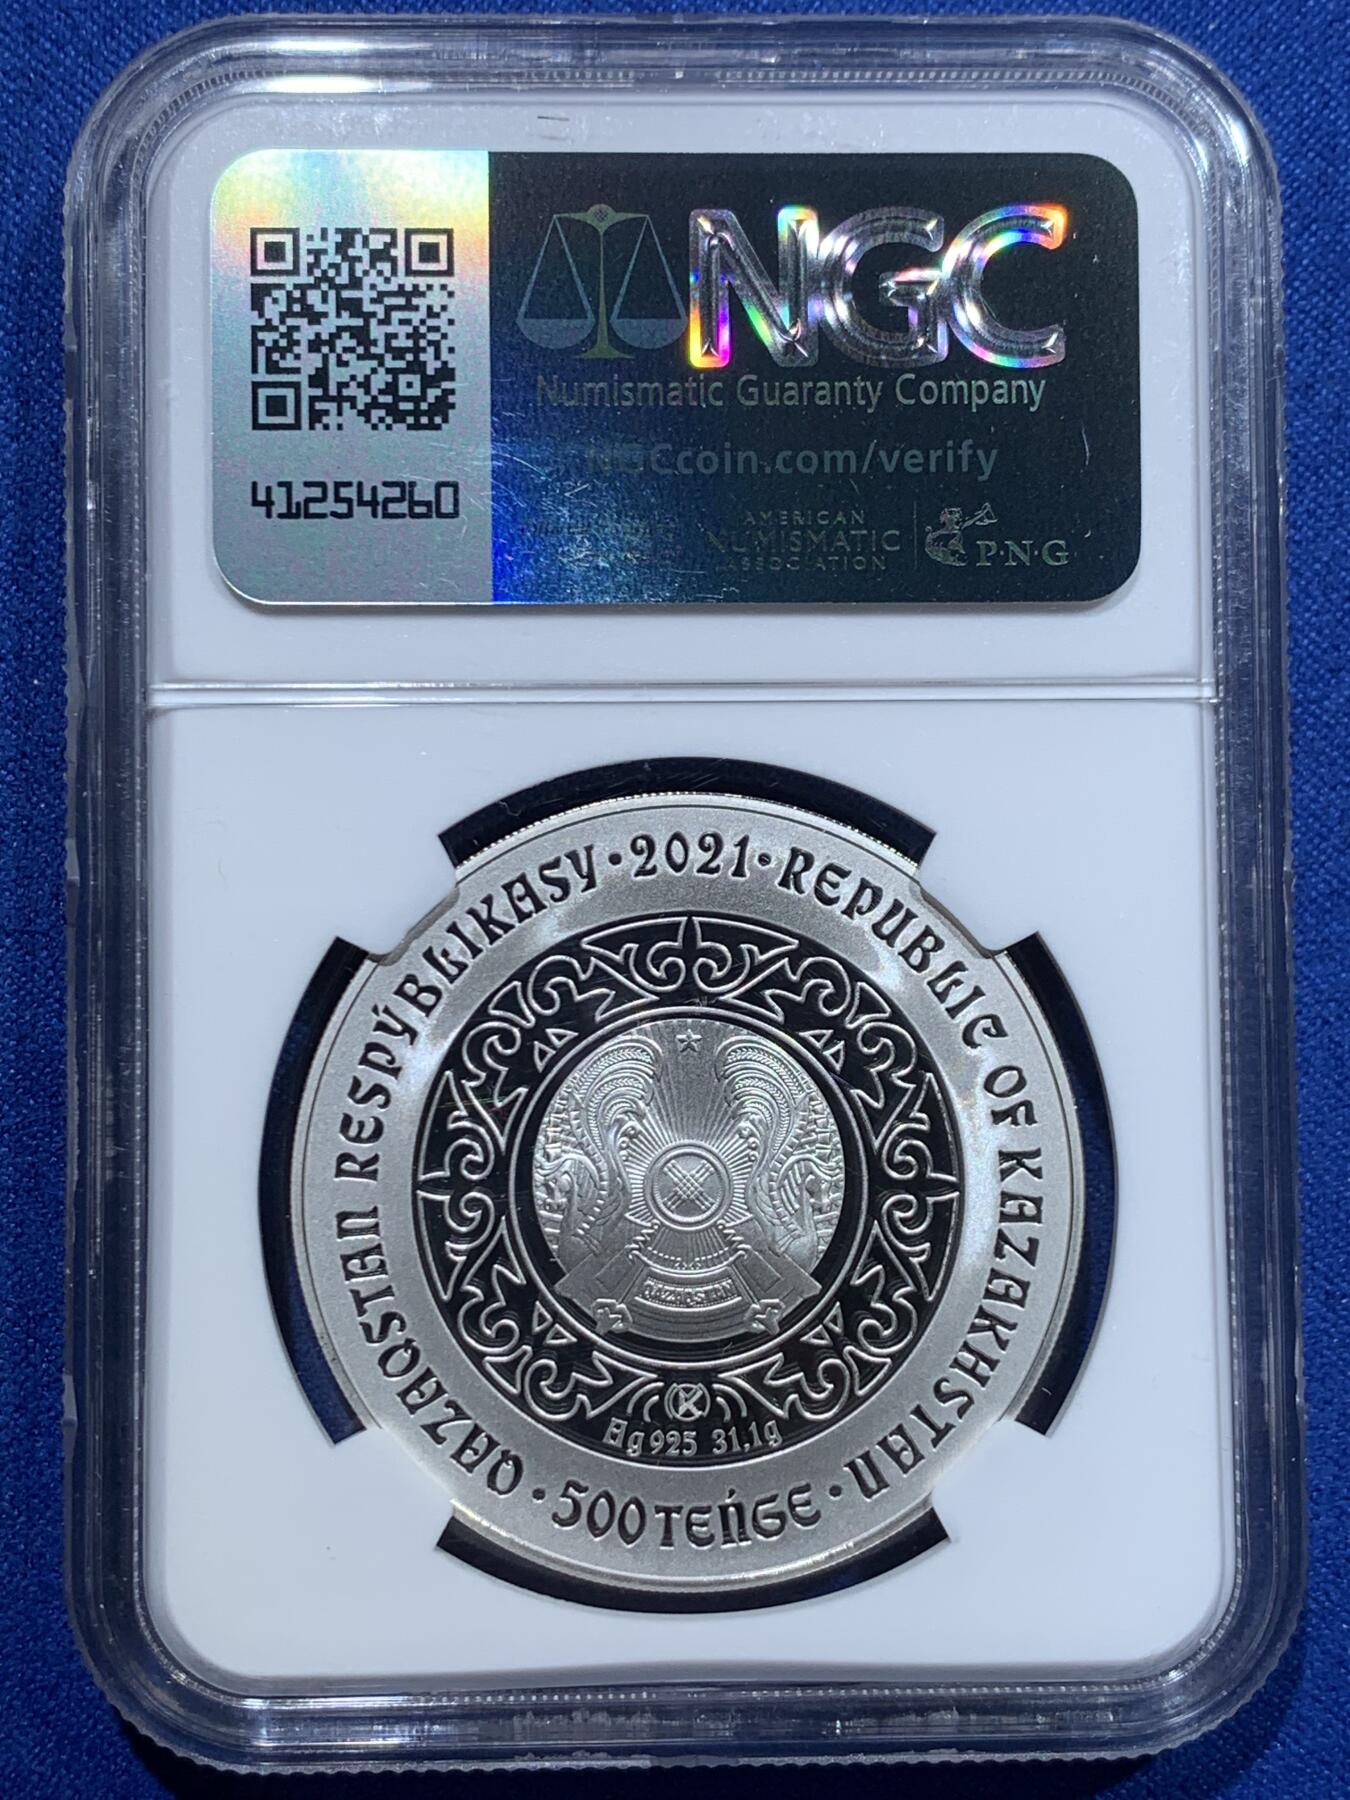 NGC
Numismatic Guaranty Company
NGCcoin.com/verify
41254260
AMERICAN
NUMISMATIC
ASSOCIATION
P·N·G
QAZAQSTAN RESPÝBLIKASY · 2021 · REPUBLIC OF KAZAKHSTAN · 500 TEŃGE ·
QAZAQSTAN
Ag 925 31,1g